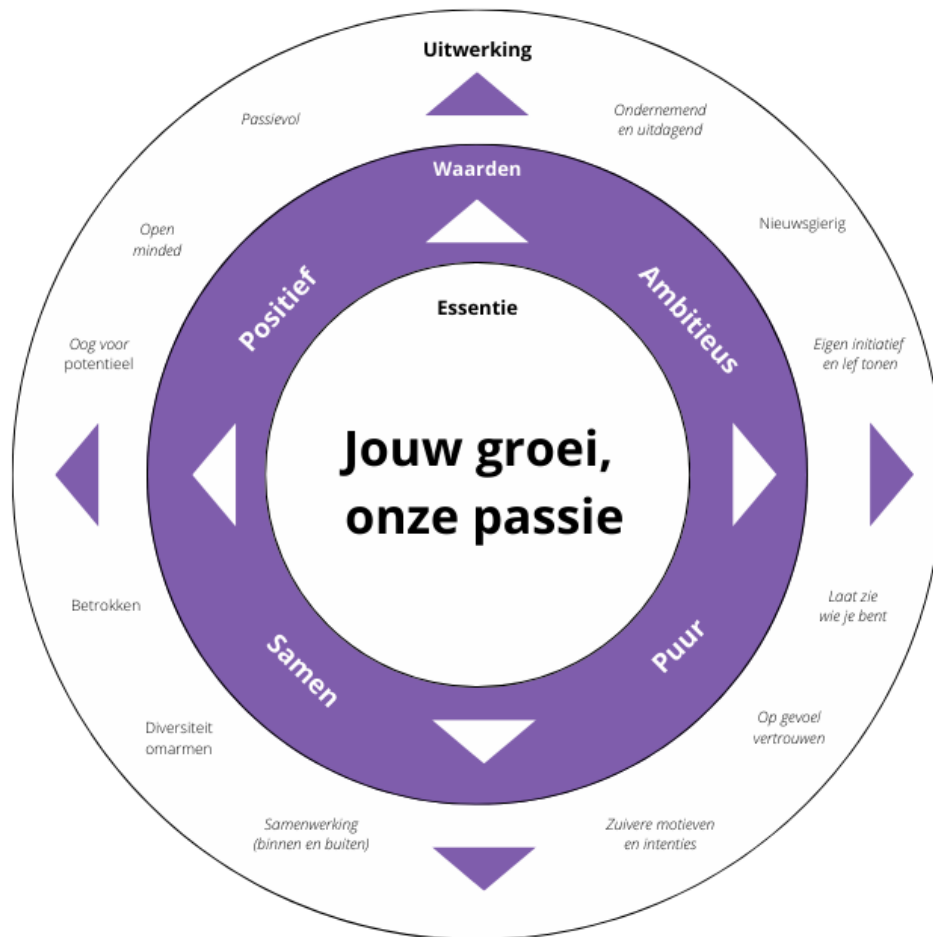 Uitwerking
Passievol
Ondernemend
en uitdagend
Waarden
Open
minded
Nieuwsgierig
Positief
Ambitieus
Essentie
Oog voor
potentieel
Eigen initiatief
en lef tonen
Jouw groei,
onze passie
Betrokken
Laat zie
wie je bent
Samen
Puur
Diversiteit
omarmen
Op gevoel
vertrouwen
Samenwerking
(binnen en buiten)
Zuivere motieven
en intenties